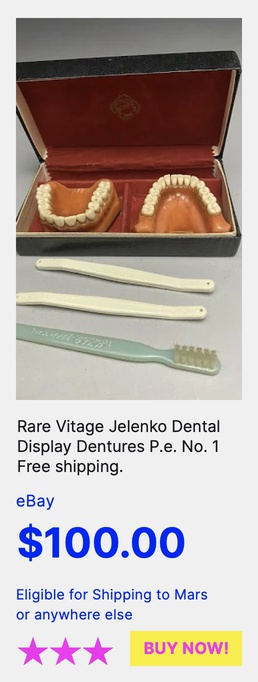 Rare Vitage Jelenko Dental
Display Dentures P.e. No. 1
Free shipping.
eBay
$100.00
Eligible for Shipping to Mars
or anywhere else
BUY NOW!